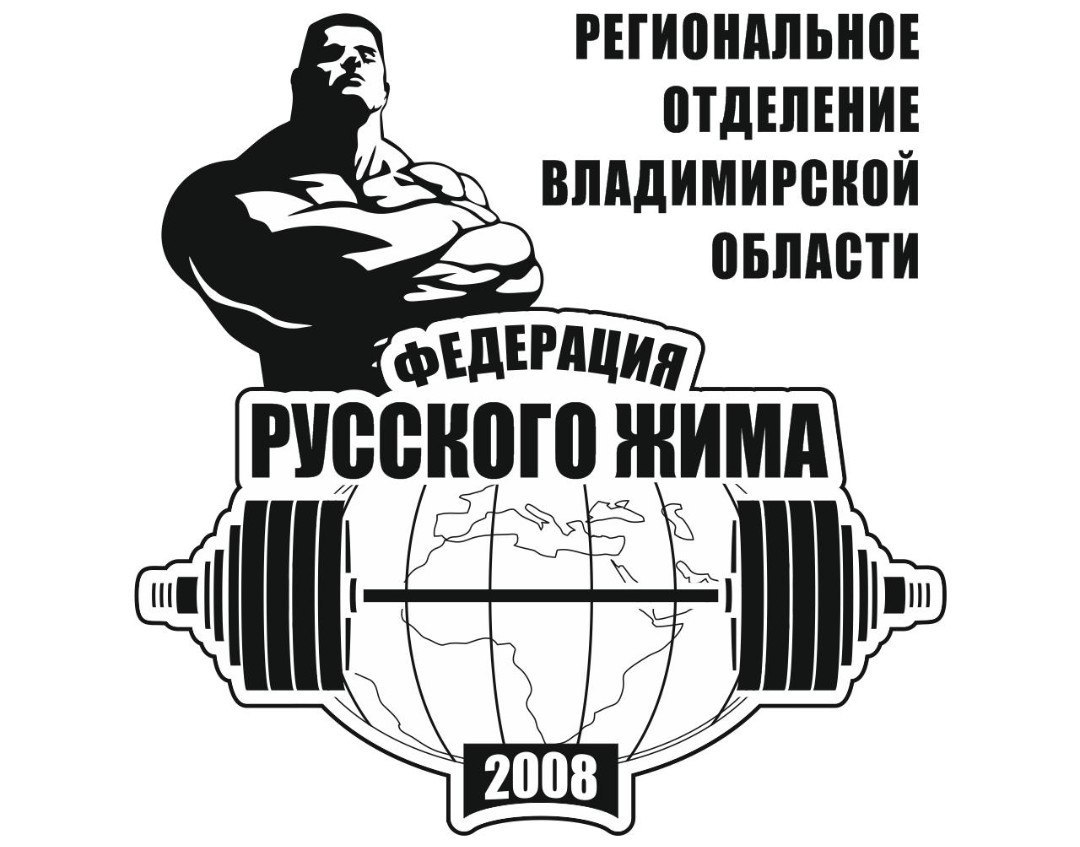 РЕГИОНАЛЬНОЕ
ОТДЕЛЕНИЕ
ВЛАДИМИРСКОЙ
ОБЛАСТИ
ФЕДЕРАЦИЯ
РУССКОГО ЖИМА
2008